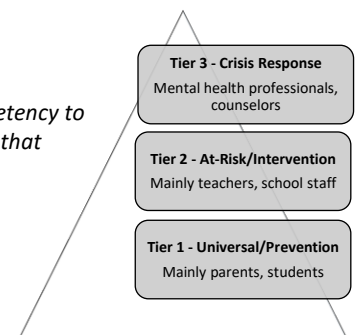 Tier 3 - Crisis Response
Mental health professionals,
counselors
etency to
that
Tier 2 - At-Risk/Intervention
Mainly teachers, school staff
Tier 1 - Universal/Prevention
Mainly parents, students